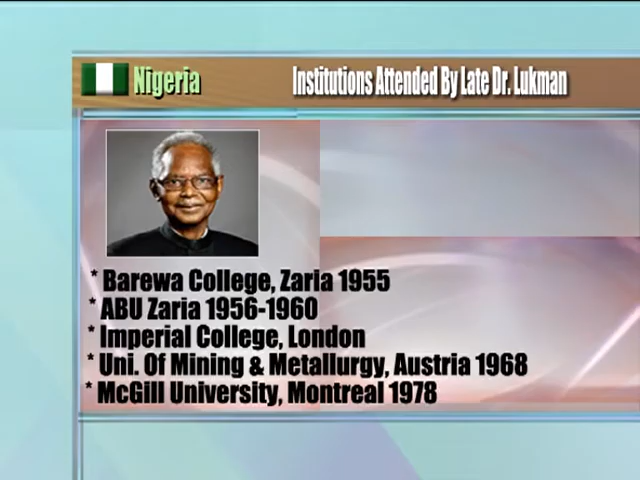 Nigeria
Institutions Attended By Late Dr. Lukman
* Barewa College, Zaria 1955
* ABU Zaria 1956-1960
* Imperial College, London
* Uni. Of Mining & Metallurgy, Austria 1968
* McGill University, Montreal 1978